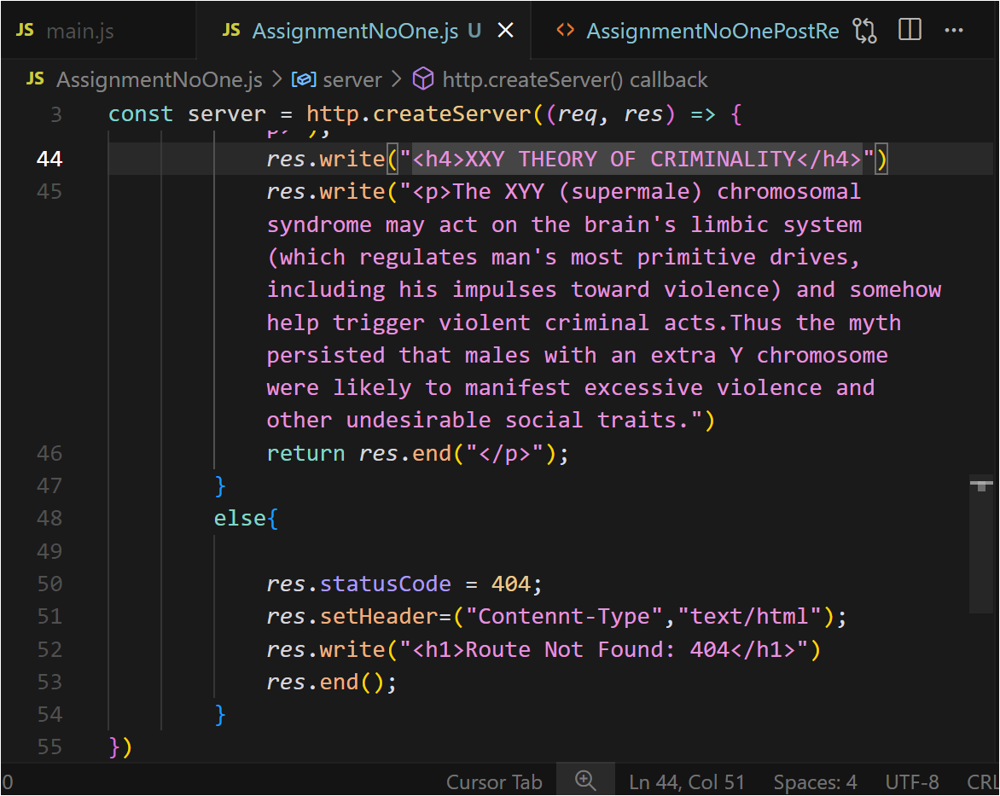 JS main.js
JS AssignmentNoOne.js U
<> AssignmentNoOnePostRe
JS AssignmentNoOne.js > server > http.createServer() callback
3 const server = http.createServer((req, res) => {
p>");
44 res.write("<h4>XXY THEORY OF CRIMINALITY</h4>")
45 res.write("<p>The XYY (supermale) chromosomal
syndrome may act on the brain's limbic system
(which regulates man's most primitive drives,
including his impulses toward violence) and somehow
help trigger violent criminal acts.Thus the myth
persisted that males with an extra Y chromosome
were likely to manifest excessive violence and
other undesirable social traits.")
46 return res.end("</p>");
47 }
48 else{
49
50 res.statusCode = 404;
51 res.setHeader=("Contennt-Type","text/html");
52 res.write("<h1>Route Not Found: 404</h1>")
53 res.end();
54 }
55 })
0 Cursor Tab Ln 44, Col 51 Spaces: 4 UTF-8 CRL